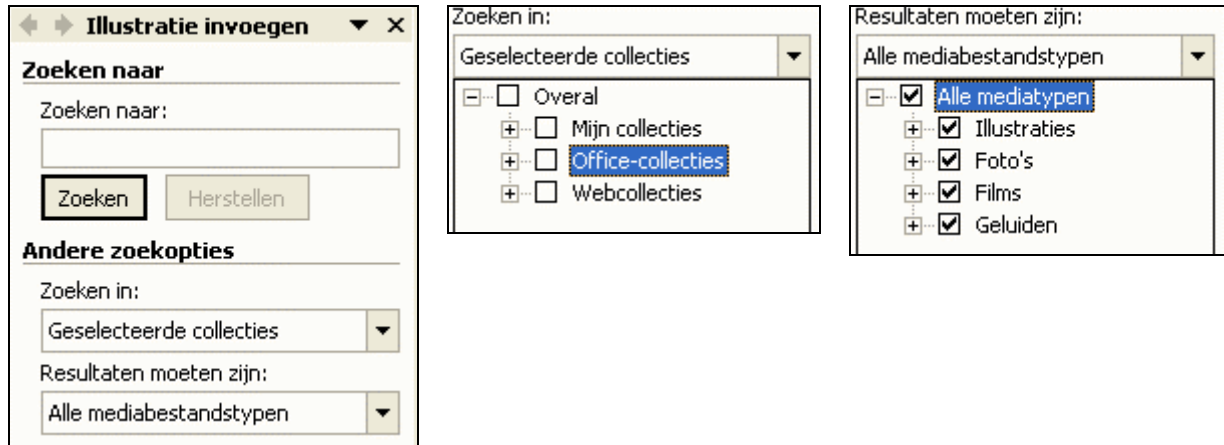 Illustratie invoegen
Zoeken naar
Zoeken naar:
Zoeken
Herstellen
Andere zoekopties
Zoeken in:
Geselecteerde collecties
Resultaten moeten zijn:
Alle mediabestandstypen
Zoeken in:
Geselecteerde collecties
Overal
Mijn collecties
Office-collecties
Webcollecties
Resultaten moeten zijn:
Alle mediabestandstypen
Alle mediatypen
Illustraties
Foto's
Films
Geluiden